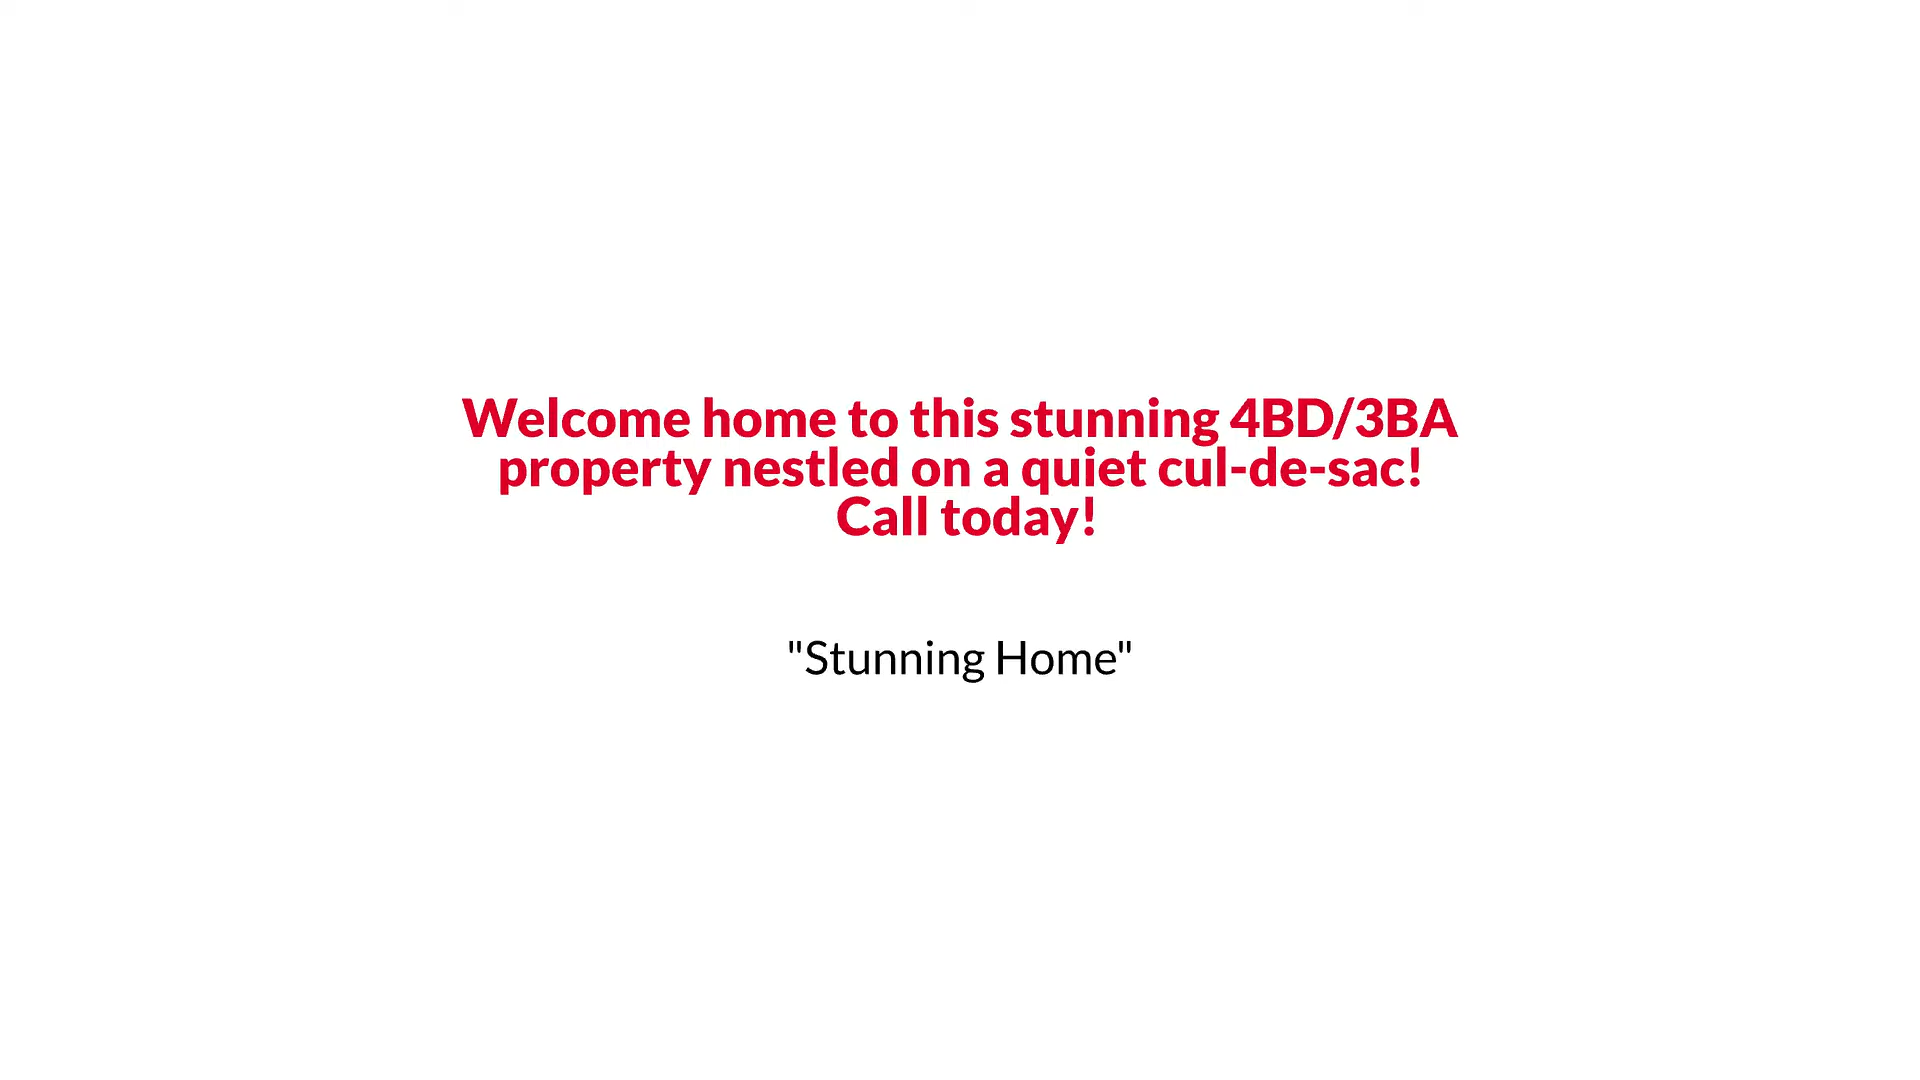 Welcome home to this stunning 4BD/3BA
property nestled on a quiet cul-de-sac!
Call today!
"Stunning Home"